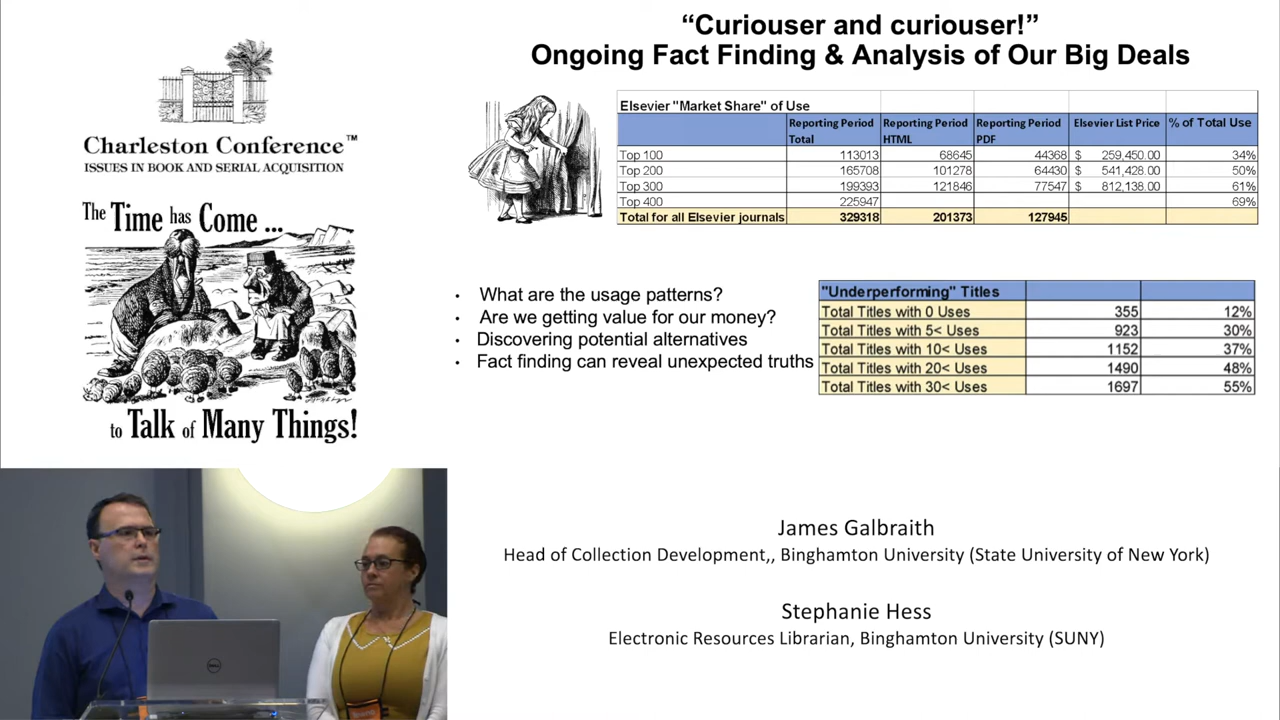 “Curiouser and curiouser!”
Ongoing Fact Finding & Analysis of Our Big Deals
Charleston Conference™
ISSUES IN BOOK AND SERIAL ACQUISITION
The Time has Come ...
to Talk of Many Things!
Elsevier "Market Share" of Use
Reporting Period Total Reporting Period HTML Reporting Period PDF Elsevier List Price % of Total Use
Top 100 113013 68645 44368 $ 259,450.00 34%
Top 200 165708 101278 64430 $ 541,428.00 50%
Top 300 199393 121846 77547 $ 812,138.00 61%
Top 400 225947 69%
Total for all Elsevier journals 329318 201373 127945
• What are the usage patterns?
• Are we getting value for our money?
• Discovering potential alternatives
• Fact finding can reveal unexpected truths
"Underperforming" Titles
Total Titles with 0 Uses 355 12%
Total Titles with 5< Uses 923 30%
Total Titles with 10< Uses 1152 37%
Total Titles with 20< Uses 1490 48%
Total Titles with 30< Uses 1697 55%
James Galbraith
Head of Collection Development,, Binghamton University (State University of New York)
Stephanie Hess
Electronic Resources Librarian, Binghamton University (SUNY)
DELL